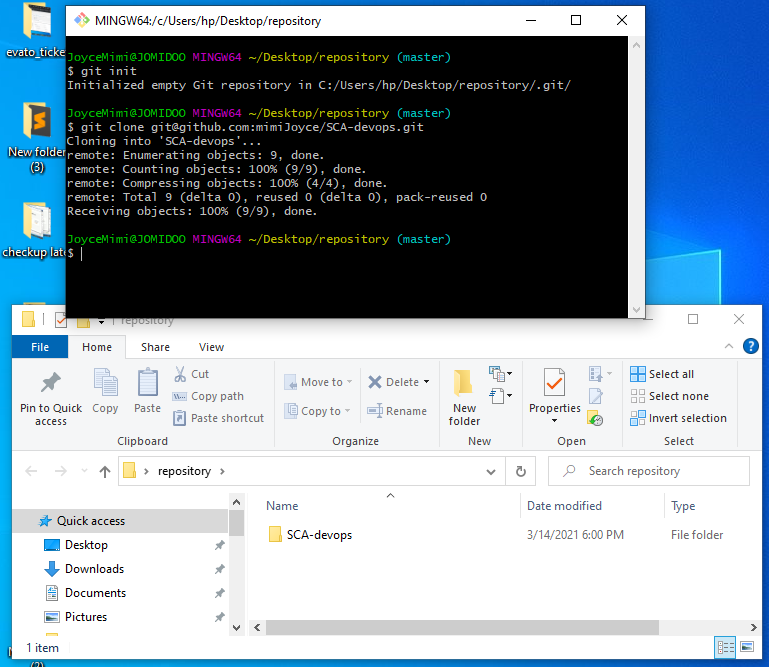 evato_ticke
New folder
(3)
checkup late
MINGW64:/c/Users/hp/Desktop/repository
JoyceMimi@JOMIDOO MINGW64 ~/Desktop/repository (master)
$ git init
Initialized empty Git repository in C:/Users/hp/Desktop/repository/.git/
JoyceMimi@JOMIDOO MINGW64 ~/Desktop/repository (master)
$ git clone git@github.com:mimiJoyce/SCA-devops.git
Cloning into 'SCA-devops'...
remote: Enumerating objects: 9, done.
remote: Counting objects: 100% (9/9), done.
remote: Compressing objects: 100% (4/4), done.
remote: Total 9 (delta 0), reused 0 (delta 0), pack-reused 0
Receiving objects: 100% (9/9), done.
JoyceMimi@JOMIDOO MINGW64 ~/Desktop/repository (master)
$
repository
File Home Share View
Pin to Quick access
Copy
Paste
Cut
Copy path
Paste shortcut
Clipboard
Move to
Copy to
Delete
Rename
Organize
New folder
New
Properties
Open
Select all
Select none
Invert selection
Select
repository
Search repository
Name Date modified Type
SCA-devops 3/14/2021 6:00 PM File folder
Quick access
Desktop
Downloads
Documents
Pictures
1 item
(2)